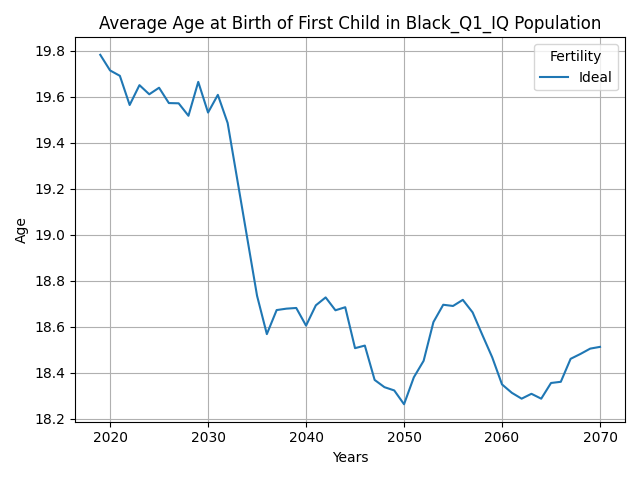 Average Age at Birth of First Child in Black_Q1_IQ Population
Fertility
Ideal
19.8
19.6
19.4
19.2
19.0
18.8
18.6
18.4
18.2
Age
2020 2030 2040 2050 2060 2070
Years